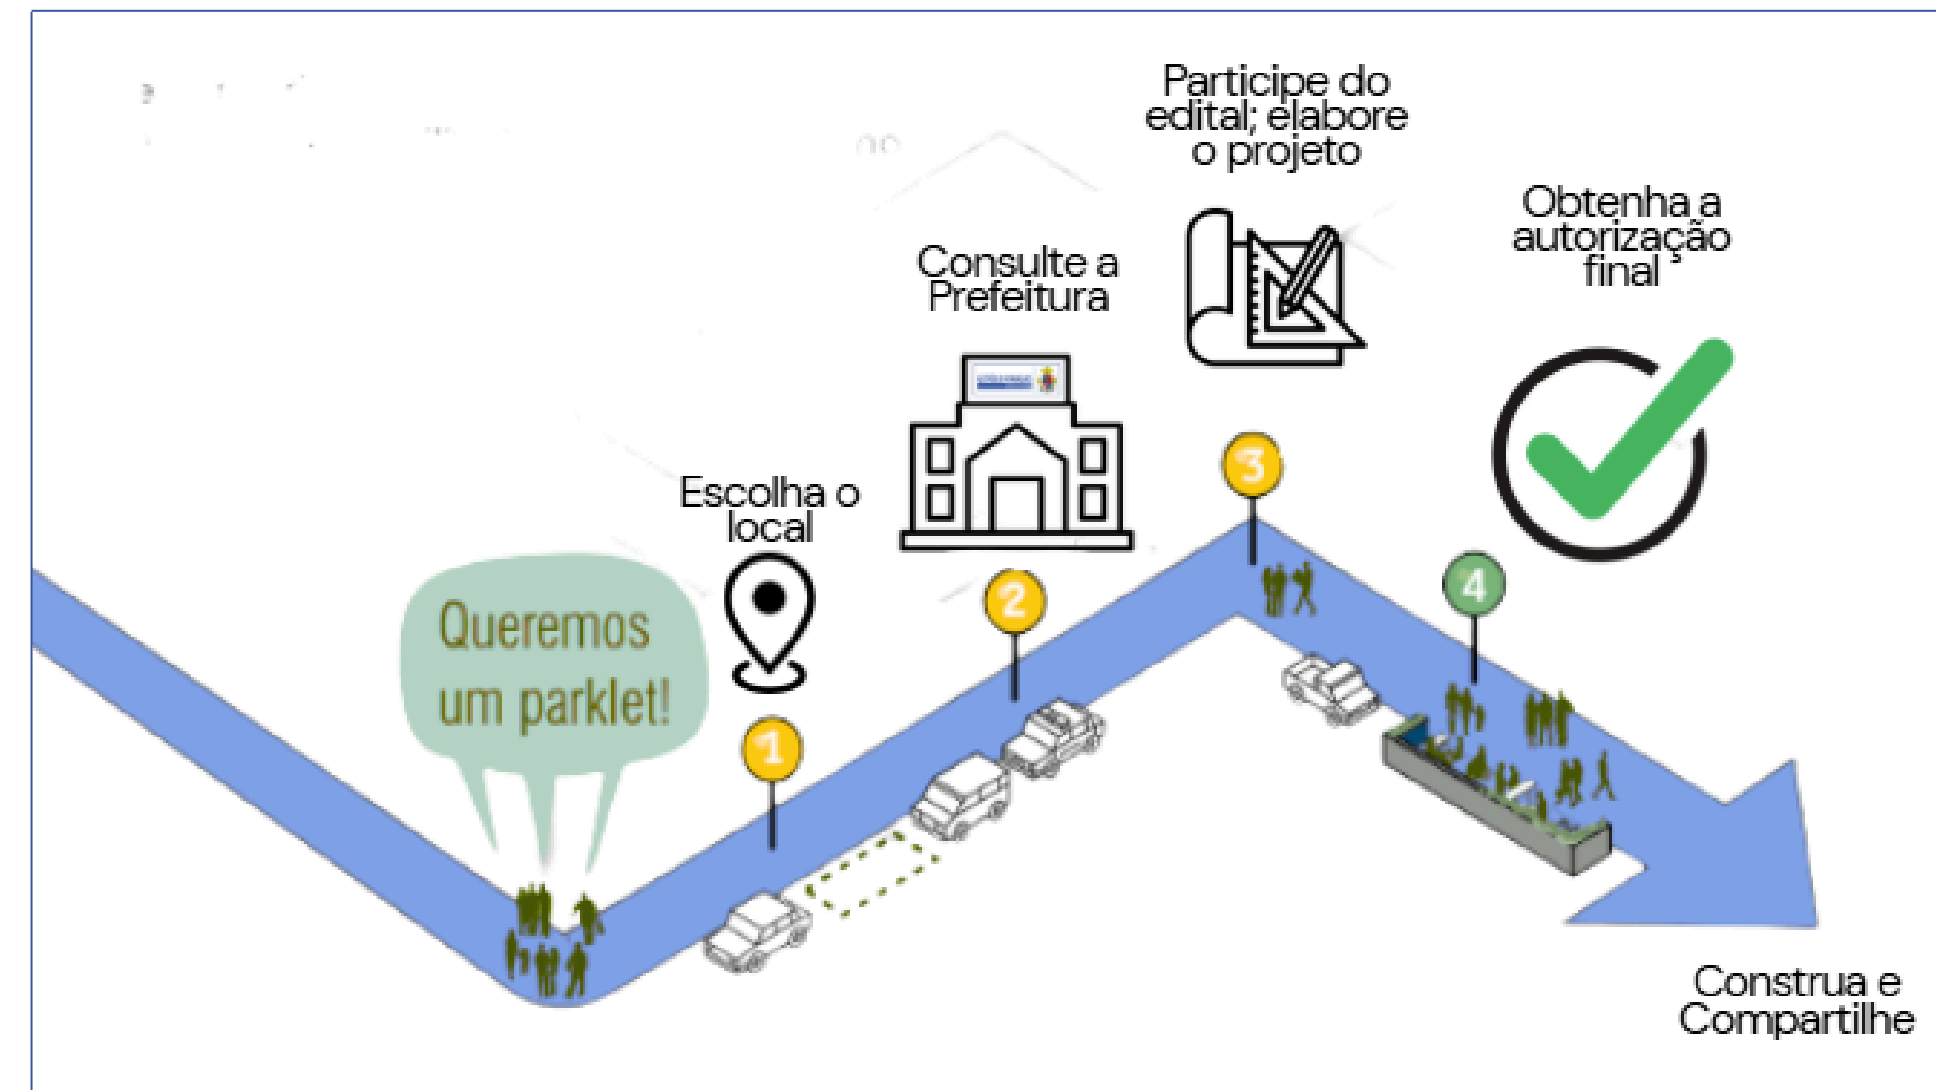 Queremos
um parklet!
Escolha o
local
1
Consulte a
Prefeitura
2
Participe do
edital; elabore
o projeto
3
Obtenha a
autorização
final
4
Construa e
Compartilhe